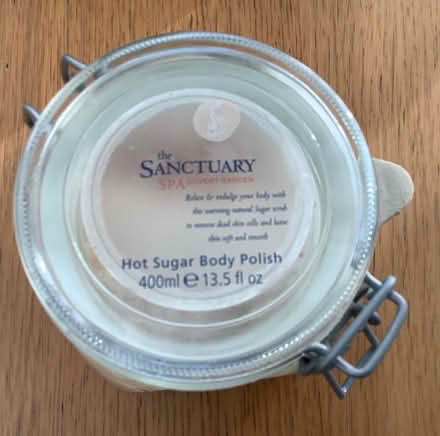 the
SANCTUARY
SPA COVENT GARDEN
Relax & indulge your body with
this warming natural Sugar scrub
to remove dead skin cells and leave
skin soft and smooth
Hot Sugar Body Polish
400ml e 13.5 fl oz